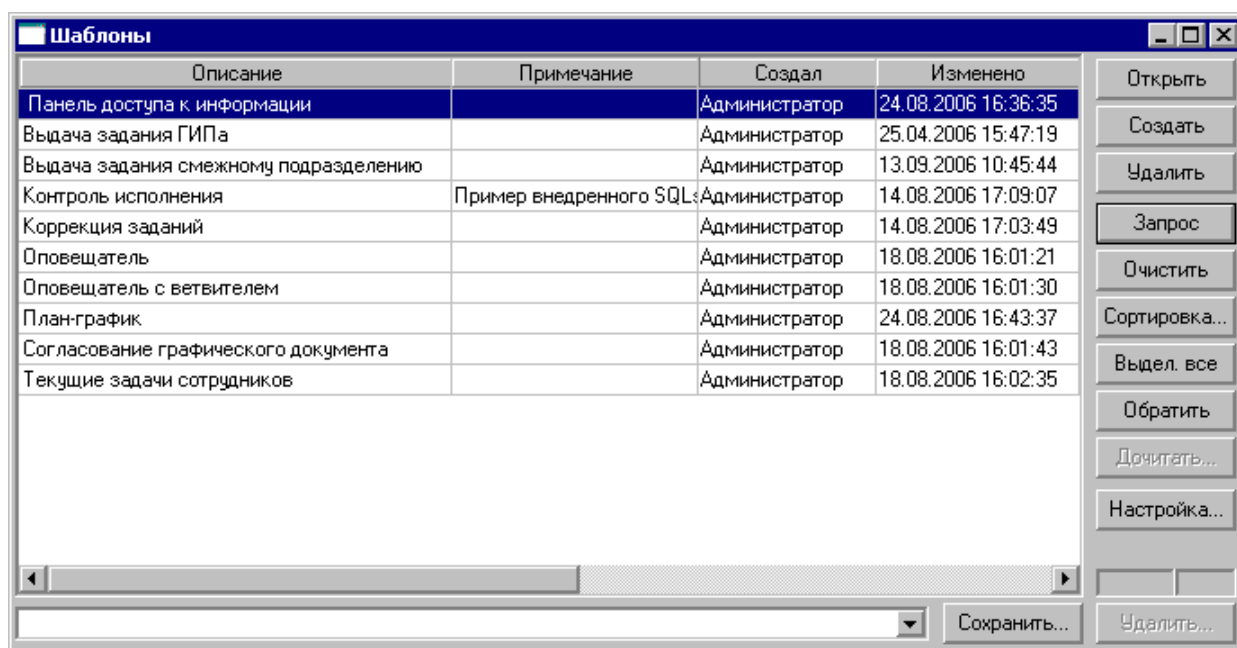 Шаблоны
Описание Примечание Создал Изменено
Панель доступа к информации Администратор 24.08.2006 16:36:35
Выдача задания ГИПа Администратор 25.04.2006 15:47:19
Выдача задания смежному подразделению Администратор 13.09.2006 10:45:44
Контроль исполнения Пример внедренного SQLs Администратор 14.08.2006 17:09:07
Коррекция заданий Администратор 14.08.2006 17:03:49
Оповещатель Администратор 18.08.2006 16:01:21
Оповещатель с ветвителем Администратор 18.08.2006 16:01:30
План-график Администратор 24.08.2006 16:43:37
Согласование графического документа Администратор 18.08.2006 16:01:43
Текущие задачи сотрудников Администратор 18.08.2006 16:02:35
Открыть
Создать
Удалить
Запрос
Очистить
Сортировка...
Выдел. все
Обратить
Дочитать...
Настройка...
Сохранить...
Удалить...